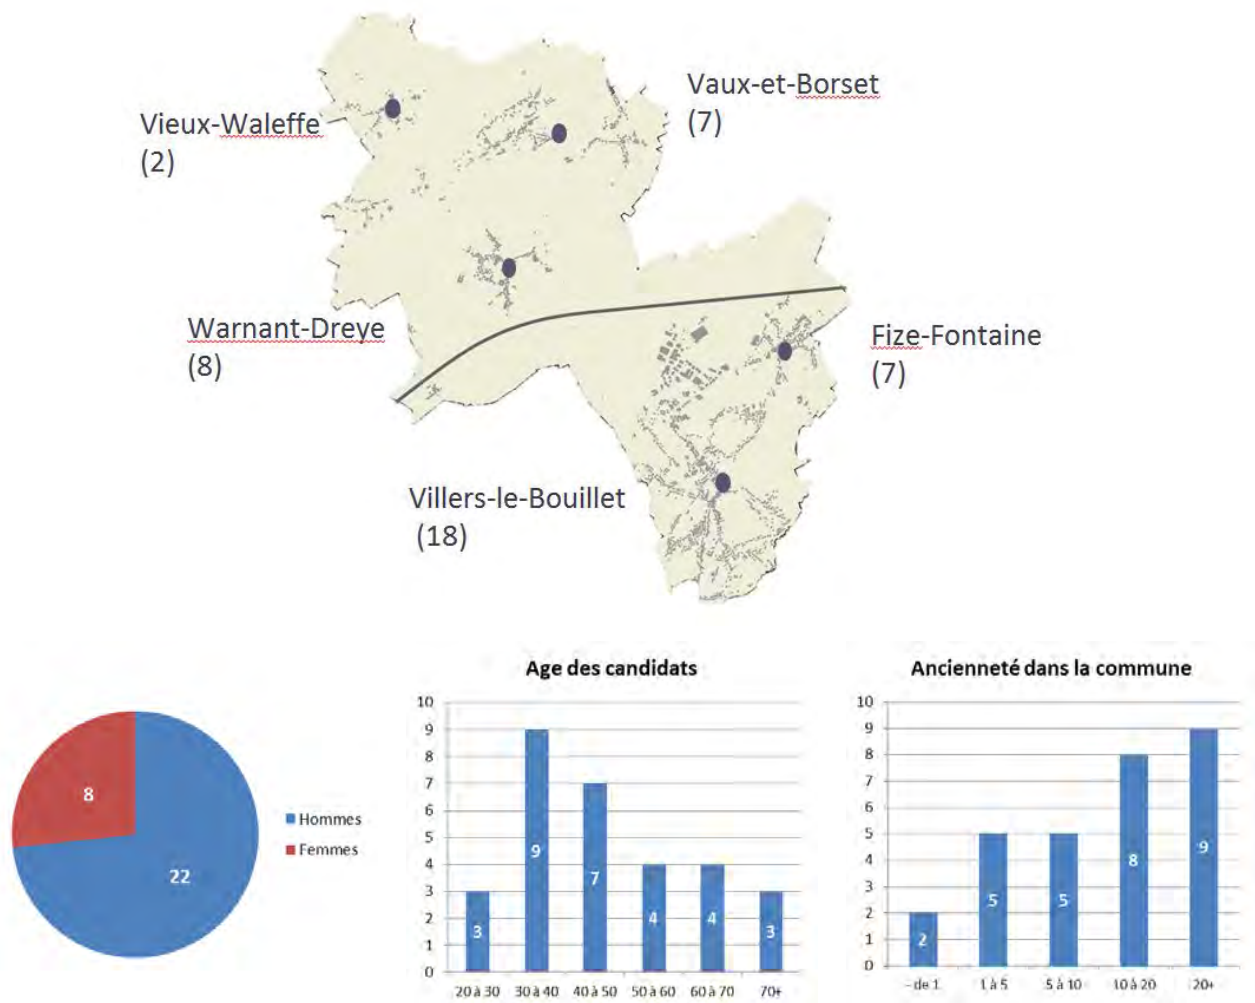 Vaux-et-Borset
(7)
Vieux-Waleffe
(2)
Warnant-Dreye
(8)
Fize-Fontaine
(7)
Villers-le-Bouillet
(18)
8
22
Hommes
Femmes
Age des candidats
10
9
8
7
6
5
4
3
2
1
0
3
9
7
4
4
3
20 à 30
30 à 40
40 à 50
50 à 60
60 à 70
70+
Ancienneté dans la commune
10
9
8
7
6
5
4
3
2
1
0
2
5
5
8
9
- de 1
1 à 5
5 à 10
10 à 20
20+